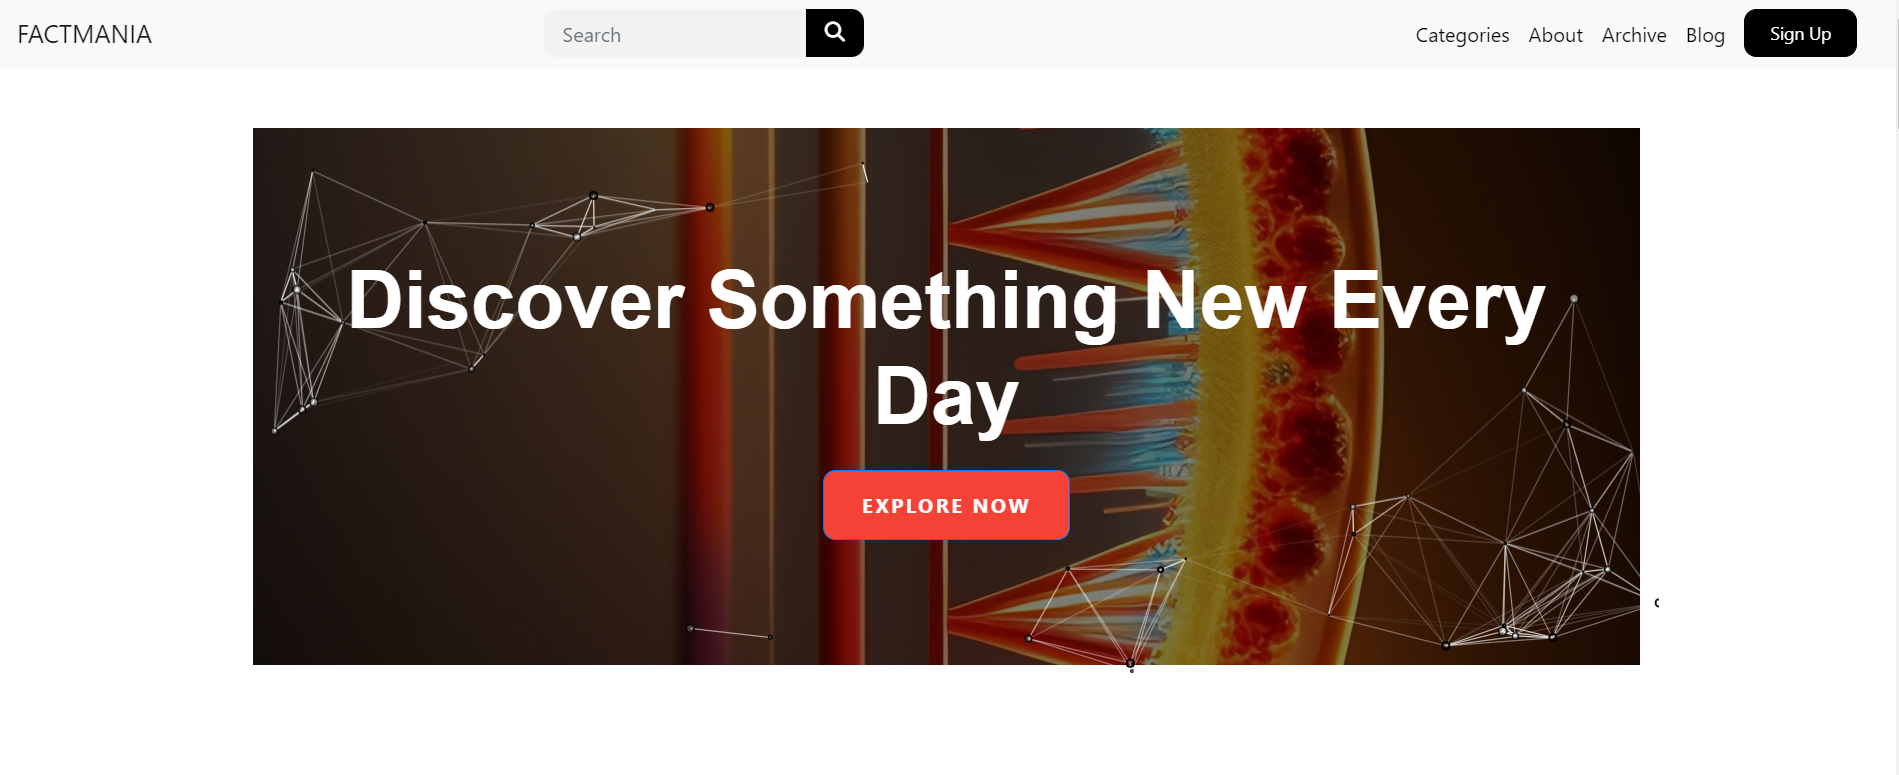 FACTMANIA
Search
Categories
About
Archive
Blog
Sign Up
Discover Something New Every
Day
EXPLORE NOW